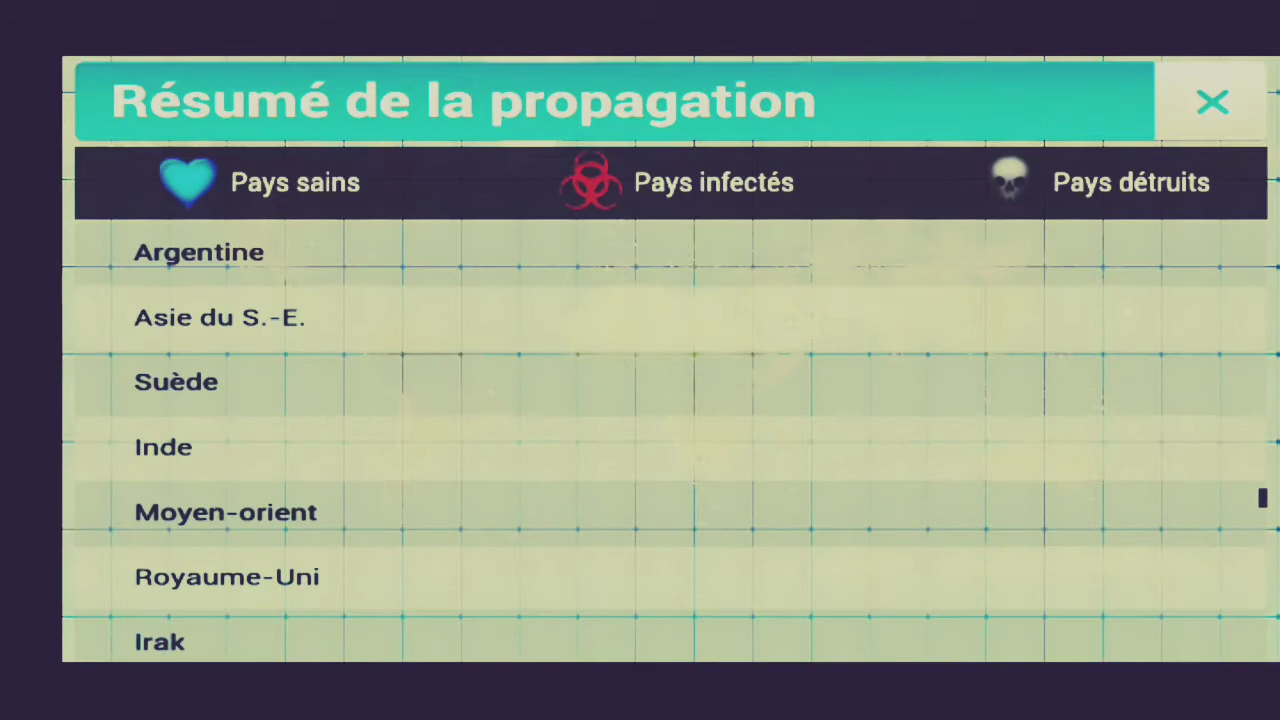 Résumé de la propagation
Pays sains Pays infectés Pays détruits
Argentine
Asie du S.-E.
Suède
Inde
Moyen-orient
Royaume-Uni
Irak